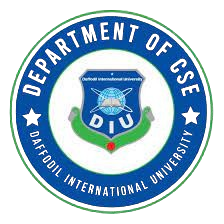 DEPARTMENT OF CSE
Daffodil International University
DIU
DAFFODIL INTERNATIONAL UNIVERSITY